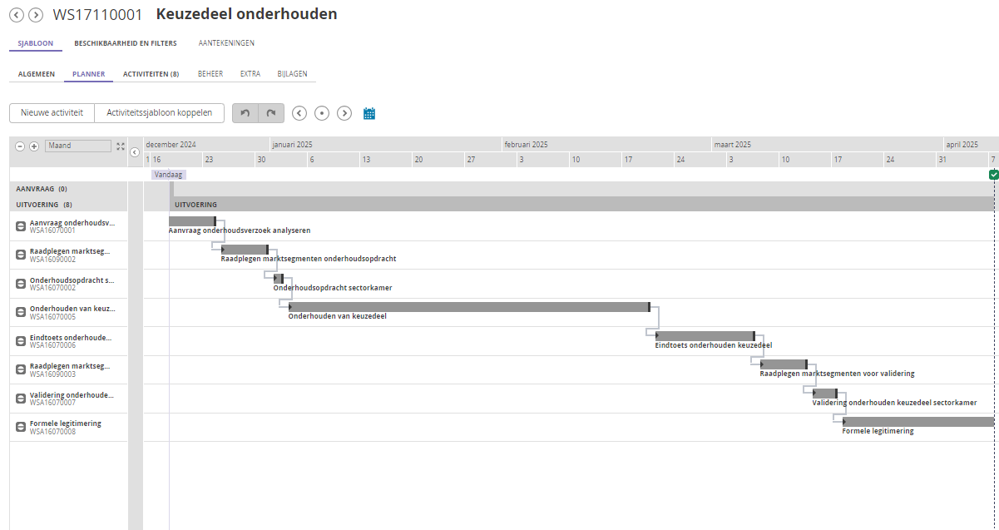 WS17110001 Keuzedeel onderhouden
SJABLOON BESCHIKBAARHEID EN FILTERS AANTEKENINGEN
ALGEMEEN PLANNER ACTIVITEITEN (8) BEHEER EXTRA BIJLAGEN
Nieuwe activiteit Activiteitssjabloon koppelen
Maand
december 2024 januari 2025 februari 2025 maart 2025 april 2025
1 16 23 30 6 13 20 27 3 10 17 24 3 10 17 24 31 7
Vandaag
AANVRAAG (0)
UITVOERING (8) UITVOERING
Aanvraag onderhoudsv...
WSA16070001
Aanvraag onderhoudsverzoek analyseren
Raadplegen marktseg...
WSA16090002
Raadplegen marktsegmenten onderhoudsopdracht
Onderhoudsopdracht s...
WSA16070002
Onderhoudsopdracht sectorkamer
Onderhouden van keuz...
WSA16070005
Onderhouden van keuzedeel
Eindtoets onderhoude...
WSA16070006
Eindtoets onderhouden keuzedeel
Raadplegen marktseg...
WSA16090003
Raadplegen marktsegmenten voor validering
Validering onderhoude...
WSA16070007
Validering onderhouden keuzedeel sectorkamer
Formele legitimering
WSA16070008
Formele legitimering